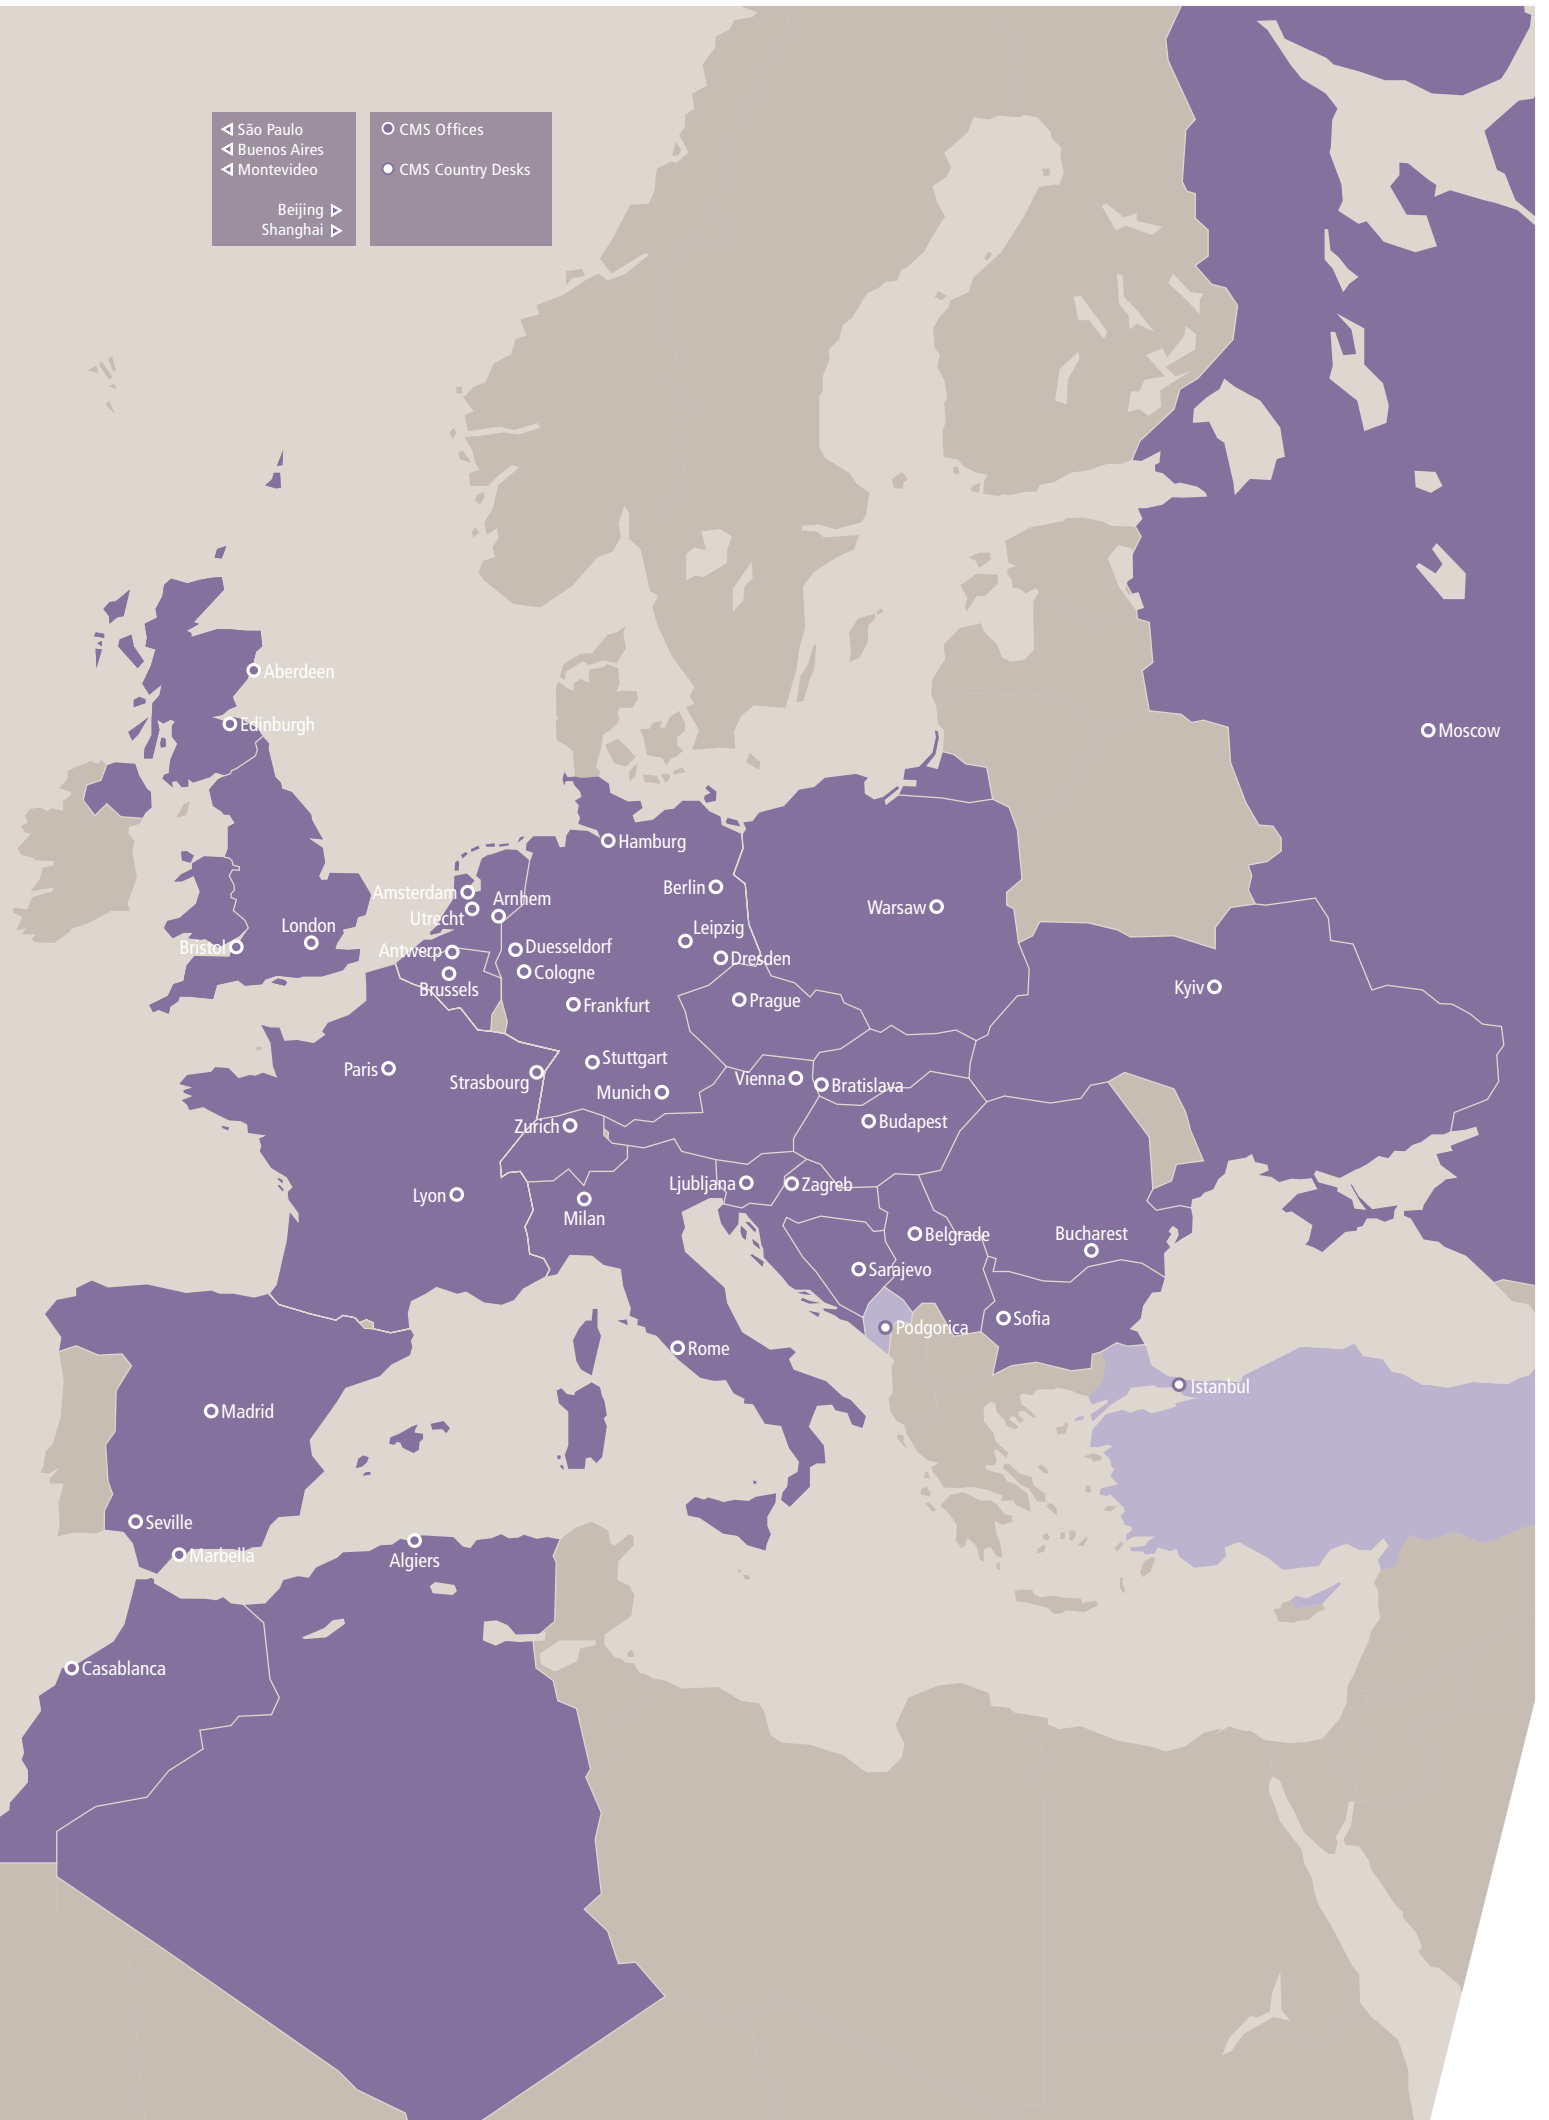 São Paulo
Buenos Aires
Montevideo
Beijing
Shanghai
CMS Offices
CMS Country Desks
Aberdeen
Edinburgh
Moscow
Hamburg
Berlin
Amsterdam
Arnhem
Utrecht
Warsaw
London
Bristol
Leipzig
Antwerp
Duesseldorf
Dresden
Cologne
Brussels
Kyiv
Frankfurt
Prague
Paris
Strasbourg
Stuttgart
Munich
Vienna
Bratislava
Zurich
Budapest
Lyon
Ljubljana
Zagreb
Milan
Belgrade
Bucharest
Sarajevo
Sofia
Podgorica
Rome
Istanbul
Madrid
Seville
Marbella
Algiers
Casablanca